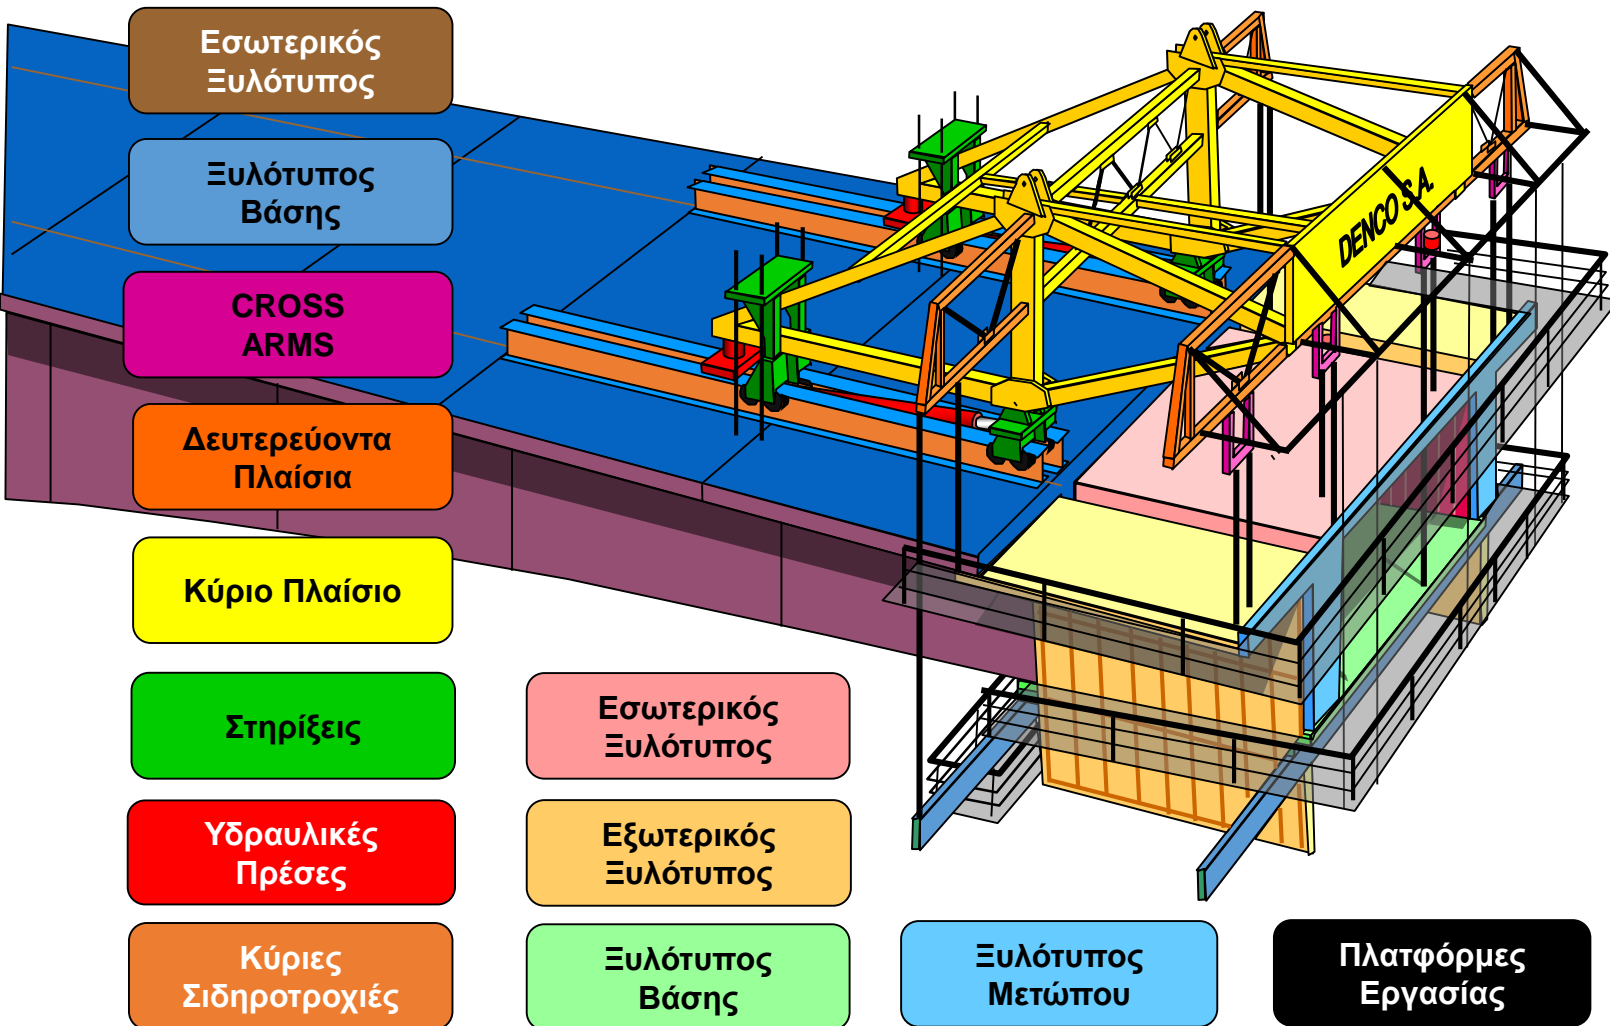 Εσωτερικός
Ξυλότυπος
Ξυλότυπος
Βάσης
CROSS
ARMS
Δευτερεύοντα
Πλαίσια
Κύριο Πλαίσιο
Στηρίξεις
Υδραυλικές
Πρέσες
Κύριες
Σιδηροτροχιές
Εσωτερικός
Ξυλότυπος
Εξωτερικός
Ξυλότυπος
Ξυλότυπος
Βάσης
Ξυλότυπος
Μετώπου
Πλατφόρμες
Εργασίας
DENCO S.A.